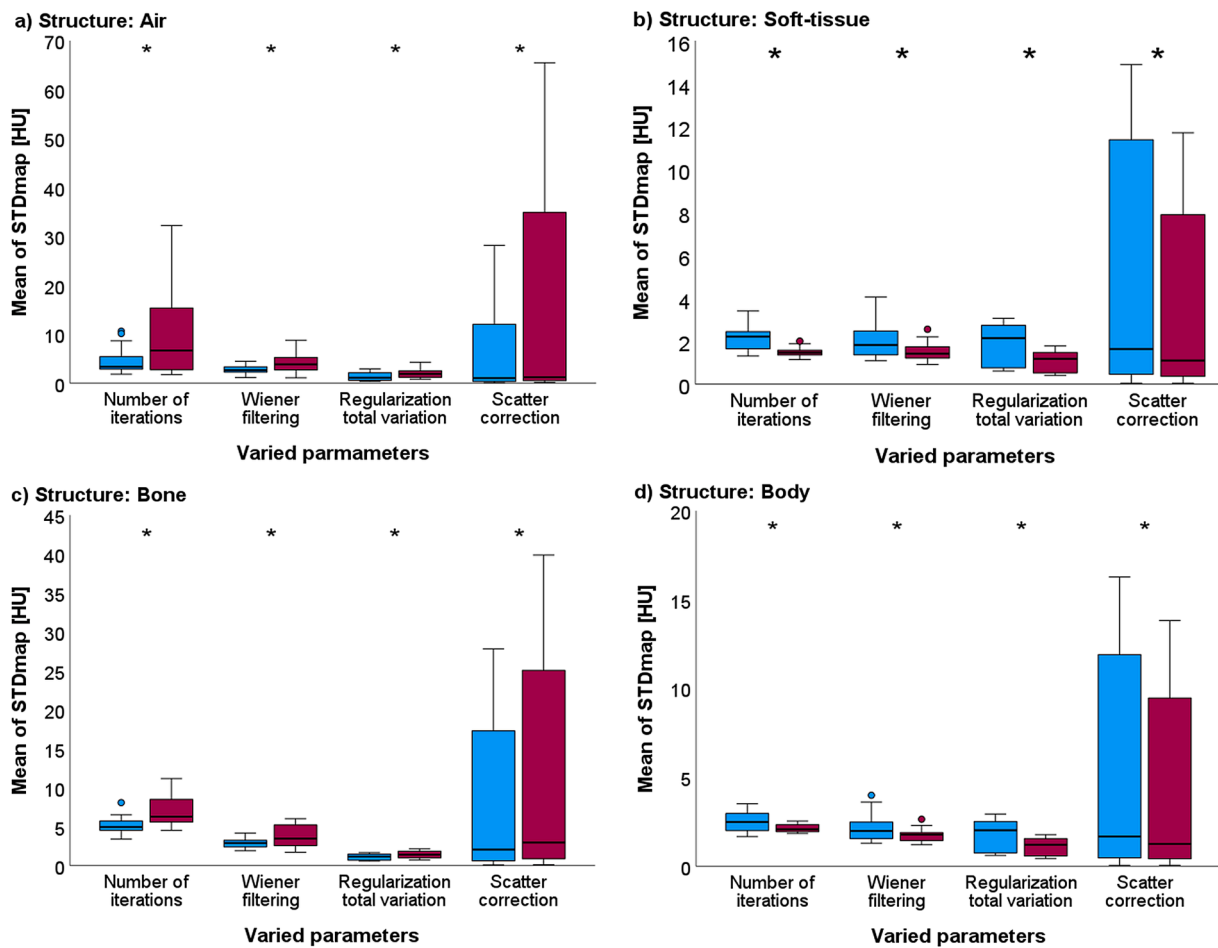 a) Structure: Air
70
60
50
40
30
20
10
0
Mean of STDmap [HU]
* * * *
Number of iterations
Wiener filtering
Regularization total variation
Scatter correction
Varied parmameters
b) Structure: Soft-tissue
16
14
12
10
8
6
4
2
0
Mean of STDmap [HU]
* * * *
Number of iterations
Wiener filtering
Regularization total variation
Scatter correction
Varied parameters
c) Structure: Bone
45
40
35
30
25
20
15
10
5
0
Mean of STDmap [HU]
* * * *
Number of iterations
Wiener filtering
Regularization total variation
Scatter correction
Varied parameters
d) Structure: Body
20
15
10
5
0
Mean of STDmap [HU]
* * * *
Number of iterations
Wiener filtering
Regularization total variation
Scatter correction
Varied parameters